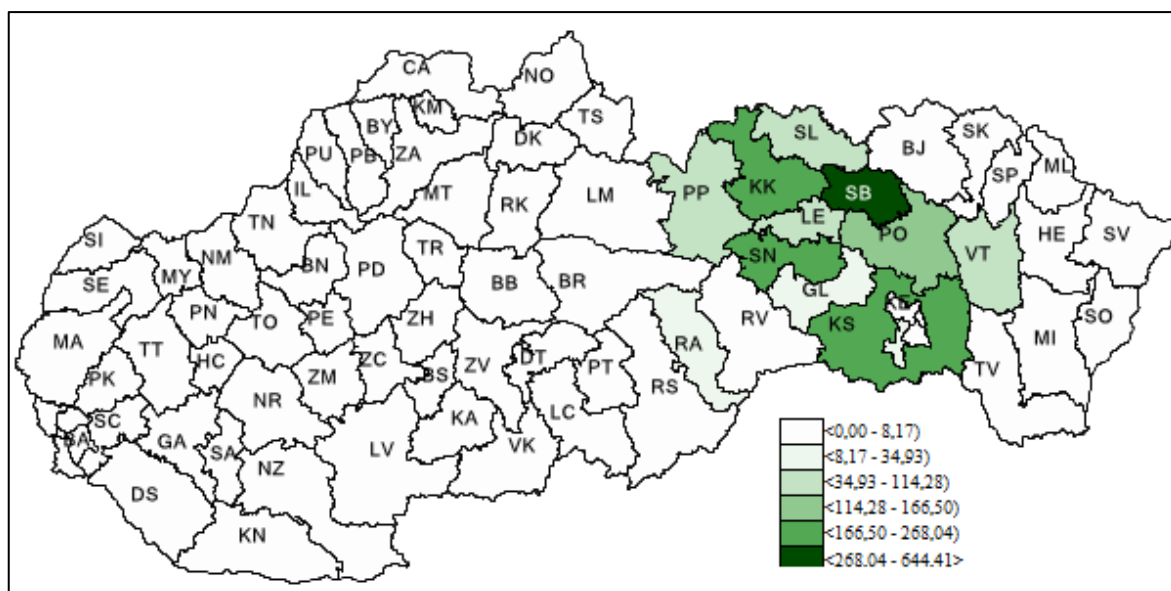 CA
NO
KM
TS
BY
DK
PU
PB
ZA
SL
BJ
SK
SP
ML
IL
MT
RK
LM
PP
KK
SB
TN
LE
PO
HE
SV
SI
NM
BN
PD
TR
SN
VT
MY
SE
BB
BR
GL
PN
TO
PE
ZH
RV
KS
SO
MA
TT
HC
ZM
ZC
BS
ZV
DT
PT
RA
MI
TV
PK
NR
RS
SC
BA
GA
SA
KA
LC
VK
LV
NZ
DS
KN
<0,00 - 8,17)
<8,17 - 34,93)
<34,93 - 114,28)
<114,28 - 166,50)
<166,50 - 268,04)
<268.04 - 644.41>